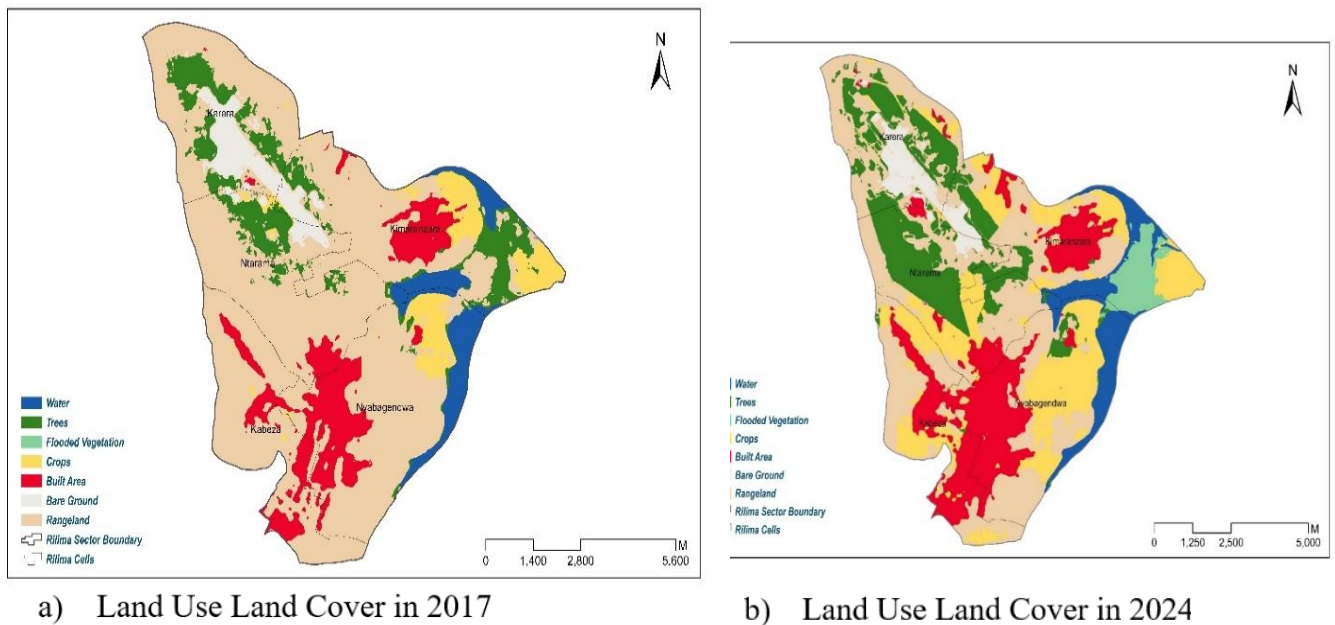 N
Karera
Kimaranzara
Ntarama
Nyabagendwa
Kabeza
Water
Trees
Flooded Vegetation
Crops
Built Area
Bare Ground
Rangeland
Rilima Sector Boundary
Rilima Cells
M
0 1,400 2,800 5,600
a) Land Use Land Cover in 2017
N
Karera
Kimaranzara
Ntarama
Nyabagendwa
Kabeza
Water
Trees
Flooded Vegetation
Crops
Built Area
Bare Ground
Rangeland
Rilima Sector Boundary
Rilima Cells
M
0 1,250 2,500 5,000
b) Land Use Land Cover in 2024